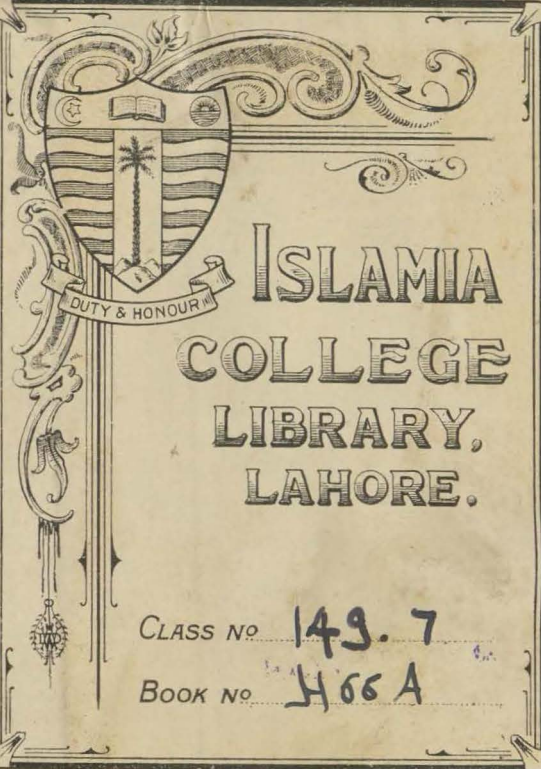 DUTY & HONOUR
ISLAMIA
COLLEGE
LIBRARY,
LAHORE.
CLASS NO 149.7
BOOK NO H66A